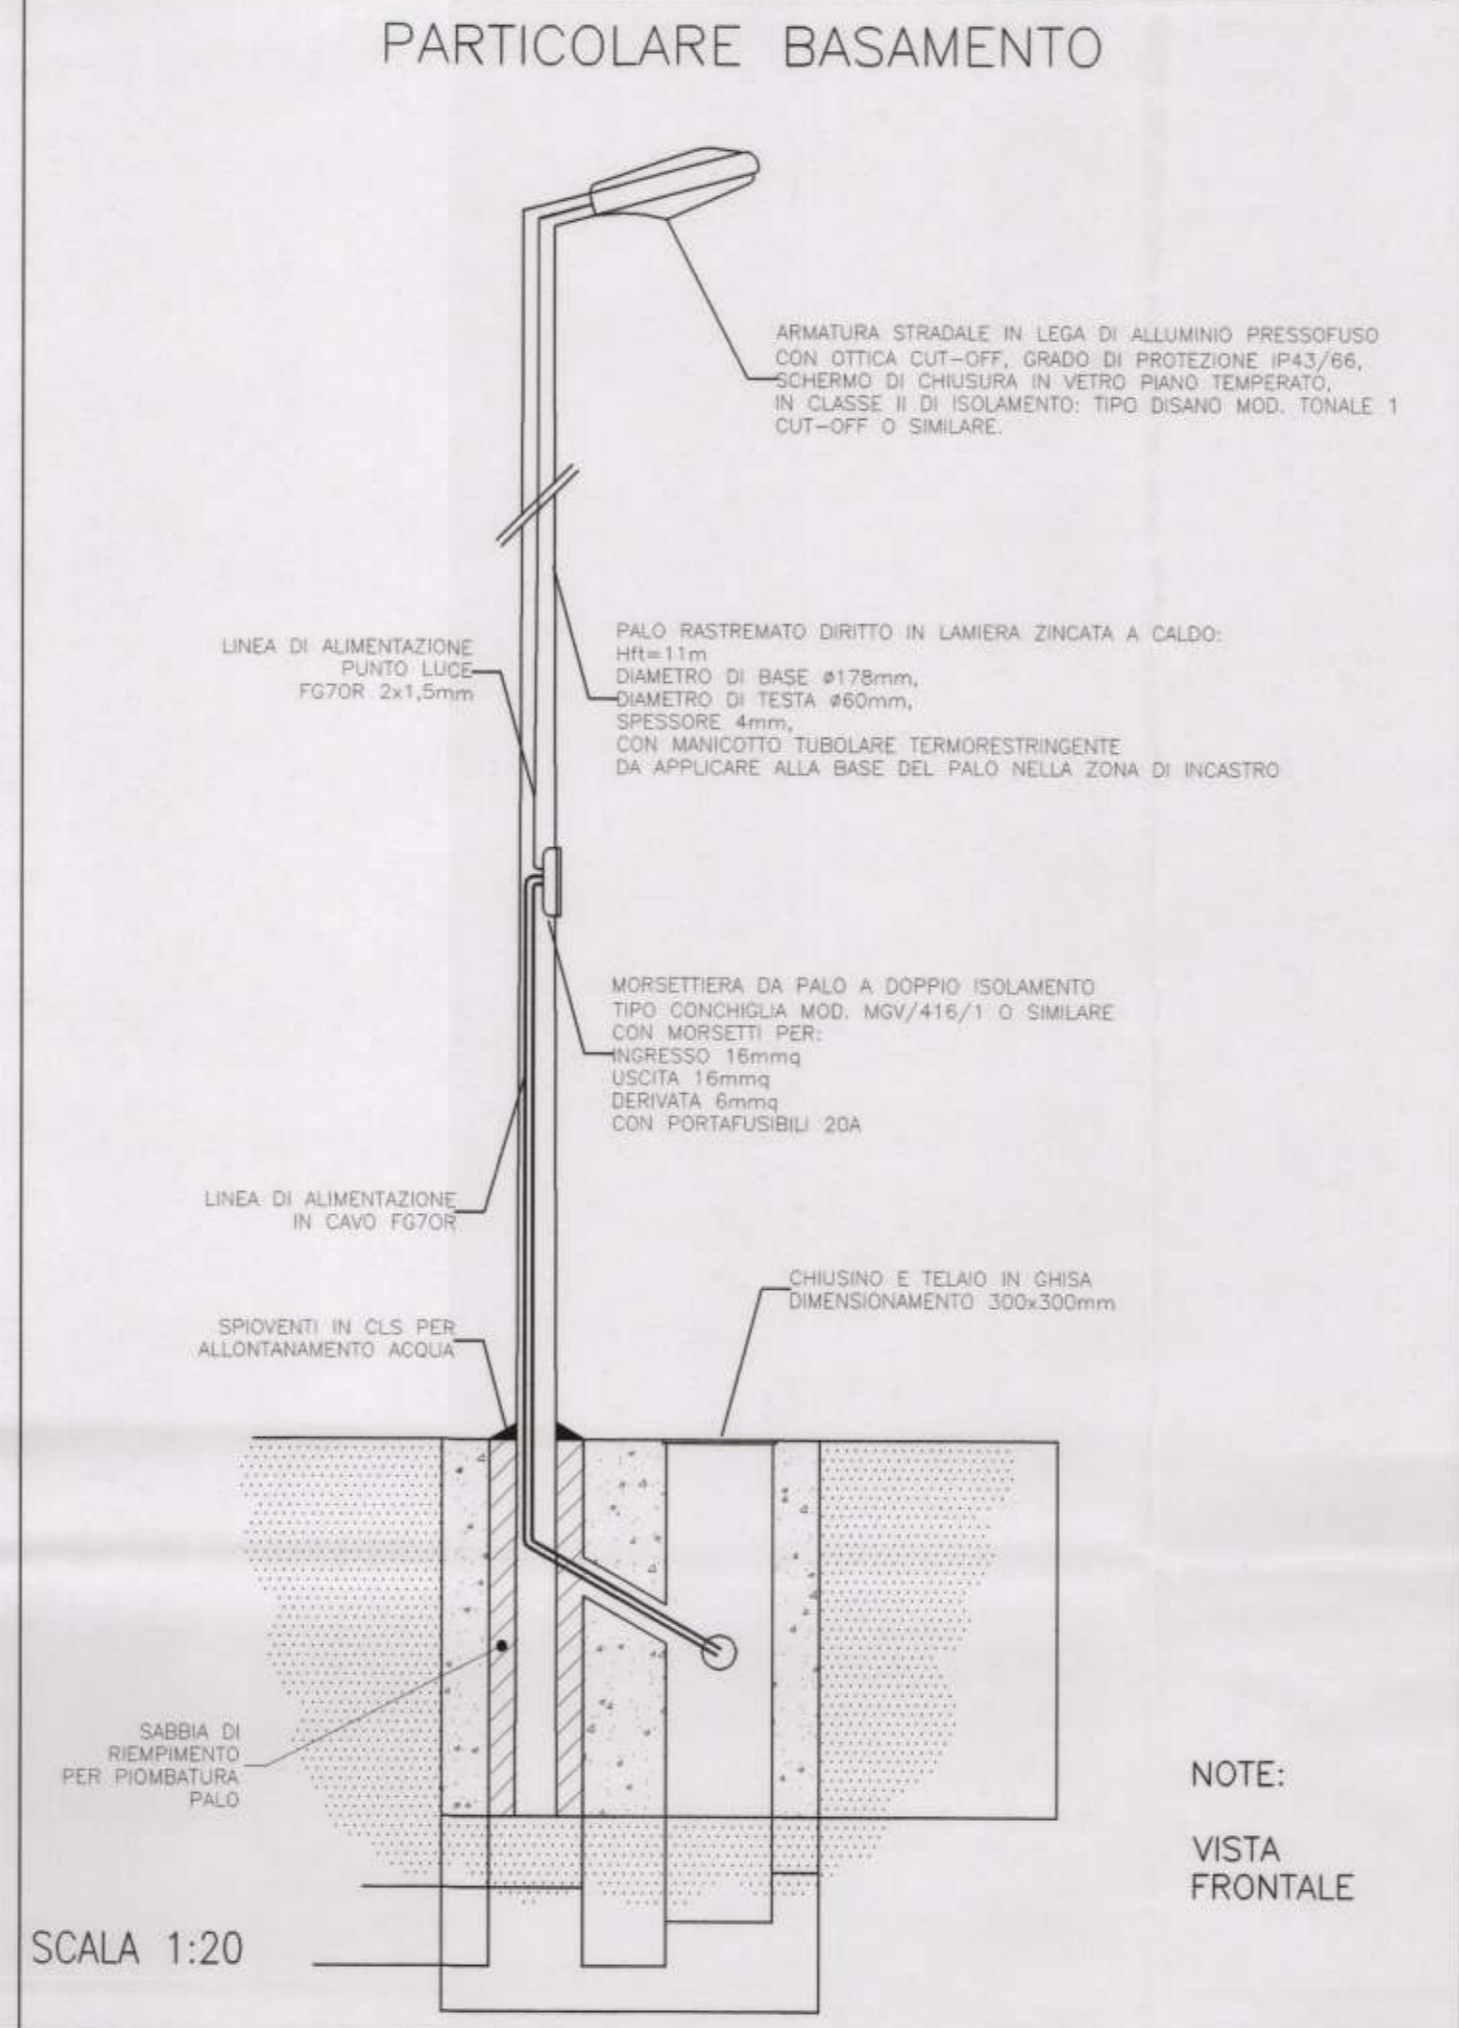 PARTICOLARE BASAMENTO
ARMATURA STRADALE IN LEGA DI ALLUMINIO PRESSOFUSO
CON OTTICA CUT-OFF, GRADO DI PROTEZIONE IP43/66,
SCHERMO DI CHIUSURA IN VETRO PIANO TEMPERATO,
IN CLASSE II DI ISOLAMENTO: TIPO DISANO MOD. TONALE 1
CUT-OFF O SIMILARE.
LINEA DI ALIMENTAZIONE
PUNTO LUCE
FG7OR 2x1,5mm
PALO RASTREMATO DIRITTO IN LAMIERA ZINCATA A CALDO:
Hft=11m
DIAMETRO DI BASE ø178mm,
DIAMETRO DI TESTA ø60mm,
SPESSORE 4mm,
CON MANICOTTO TUBOLARE TERMORESTRINGENTE
DA APPLICARE ALLA BASE DEL PALO NELLA ZONA DI INCASTRO
MORSETTIERA DA PALO A DOPPIO ISOLAMENTO
TIPO CONCHIGLIA MOD. MGV/416/1 O SIMILARE
CON MORSETTI PER:
INGRESSO 16mmq
USCITA 16mmq
DERIVATA 6mmq
CON PORTAFUSIBILI 20A
LINEA DI ALIMENTAZIONE
IN CAVO FG7OR
CHIUSINO E TELAIO IN GHISA
DIMENSIONAMENTO 300x300mm
SPIOVENTI IN CLS PER
ALLONTANAMENTO ACQUA
SABBIA DI
RIEMPIMENTO
PER PIOMBATURA
PALO
NOTE:
VISTA
FRONTALE
SCALA 1:20